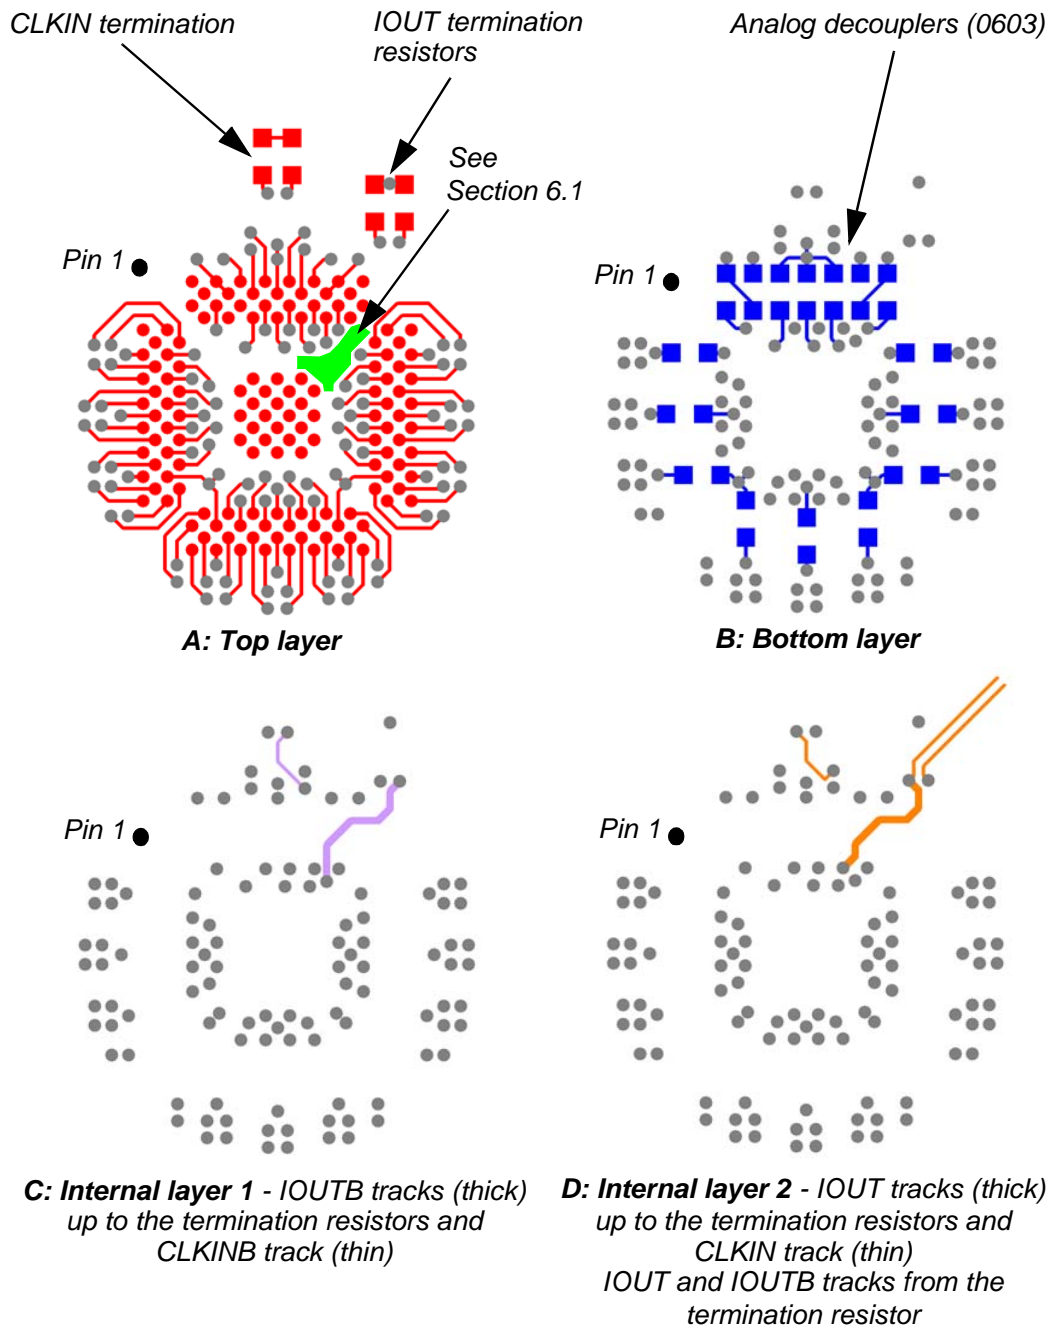 CLKIN termination
IOUT termination
resistors
Analog decouplers (0603)
See
Section 6.1
Pin 1
Pin 1
A: Top layer
B: Bottom layer
Pin 1
Pin 1
C: Internal layer 1 - IOUTB tracks (thick)
up to the termination resistors and
CLKINB track (thin)
D: Internal layer 2 - IOUT tracks (thick)
up to the termination resistors and
CLKIN track (thin)
IOUT and IOUTB tracks from the
termination resistor